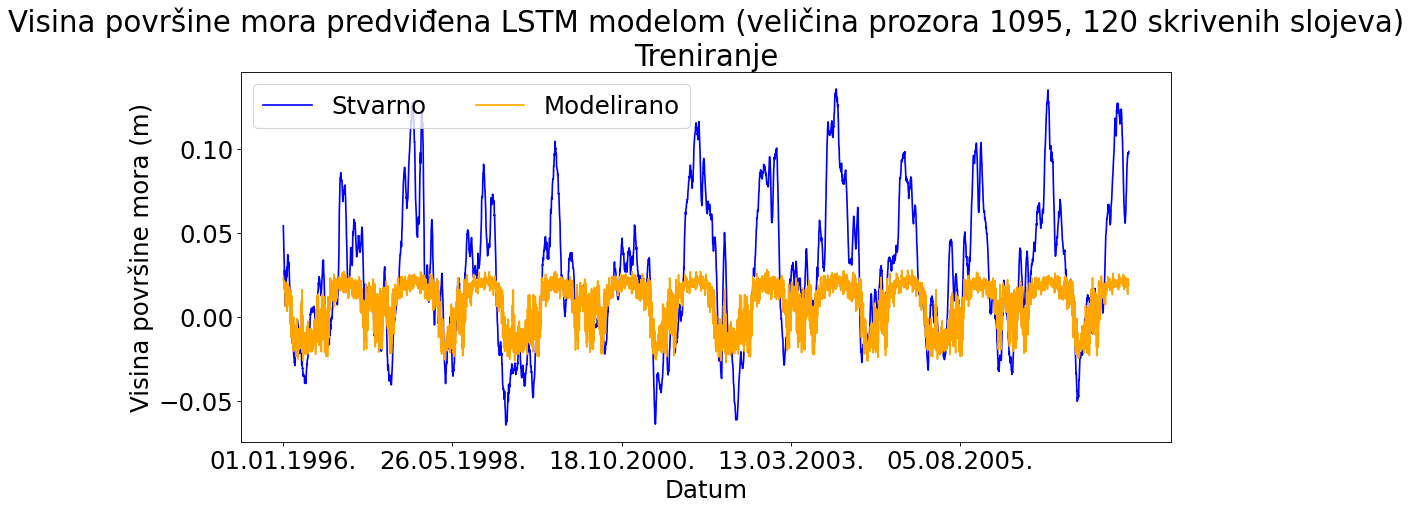 Visina površine mora predviđena LSTM modelom (veličina prozora 1095, 120 skrivenih slojeva)
Treniranje
Stvarno Modelirano
Visina površine mora (m)
0.10
0.05
0.00
−0.05
01.01.1996. 26.05.1998. 18.10.2000. 13.03.2003. 05.08.2005.
Datum